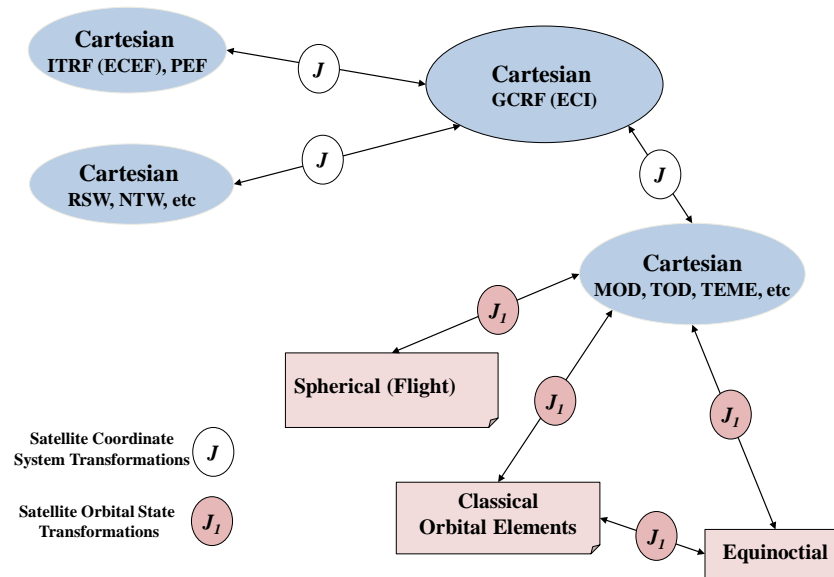 Cartesian
ITRF (ECEF), PEF
J
Cartesian
GCRF (ECI)
J
Cartesian
RSW, NTW, etc
J
Cartesian
MOD, TOD, TEME, etc
J1
Spherical (Flight)
J1
J1
Satellite Coordinate
System Transformations
J
Classical
Orbital Elements
Satellite Orbital State
Transformations
J1
J1
Equinoctial